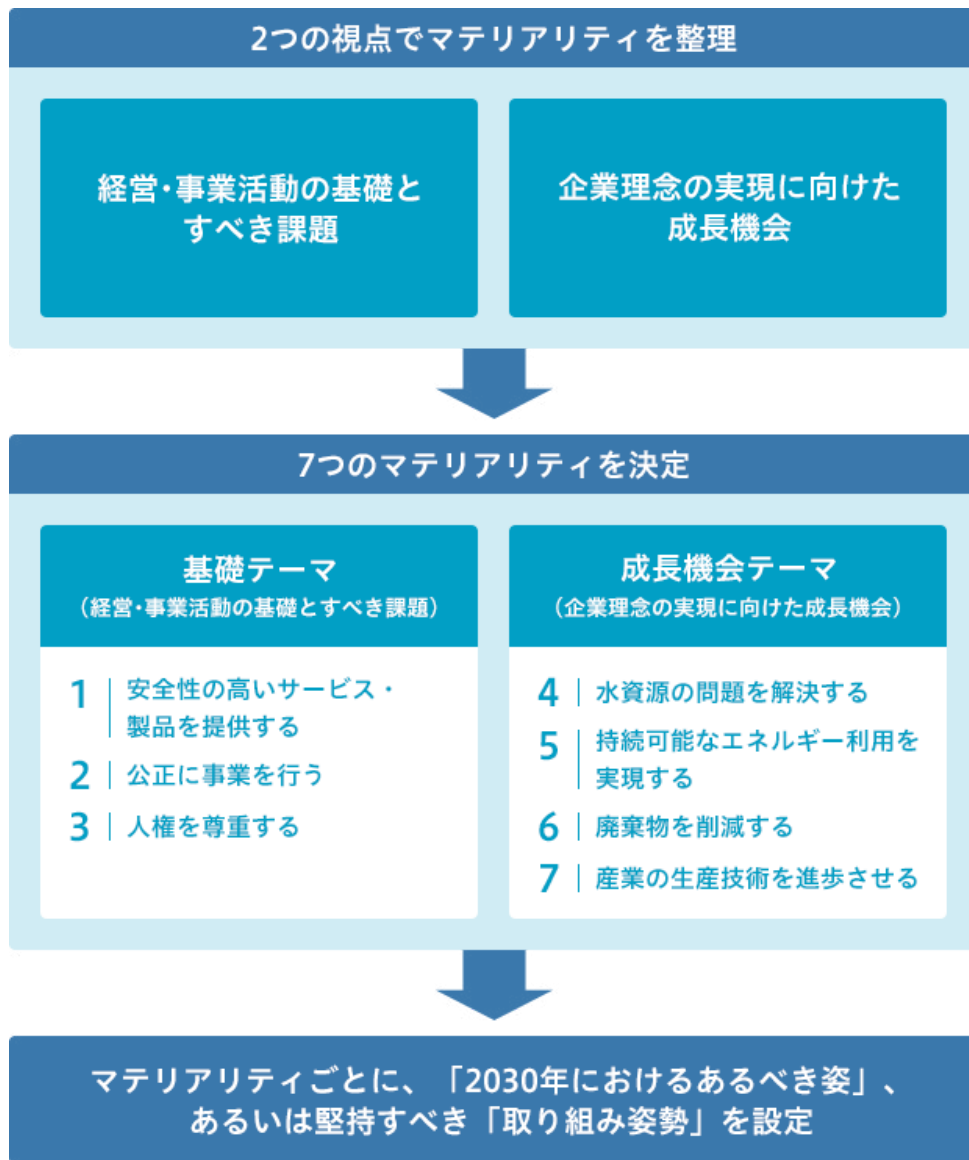 2つの視点でマテリアリティを整理
経営･事業活動の基礎と
すべき課題
企業理念の実現に向けた
成長機会
7つのマテリアリティを決定
基礎テーマ
（経営･事業活動の基礎とすべき課題）
1 安全性の高いサービス・
製品を提供する
2 公正に事業を行う
3 人権を尊重する
成長機会テーマ
（企業理念の実現に向けた成長機会）
4 水資源の問題を解決する
5 持続可能なエネルギー利用を
実現する
6 廃棄物を削減する
7 産業の生産技術を進歩させる
マテリアリティごとに、「2030年におけるあるべき姿」、
あるいは堅持すべき「取り組み姿勢」を設定